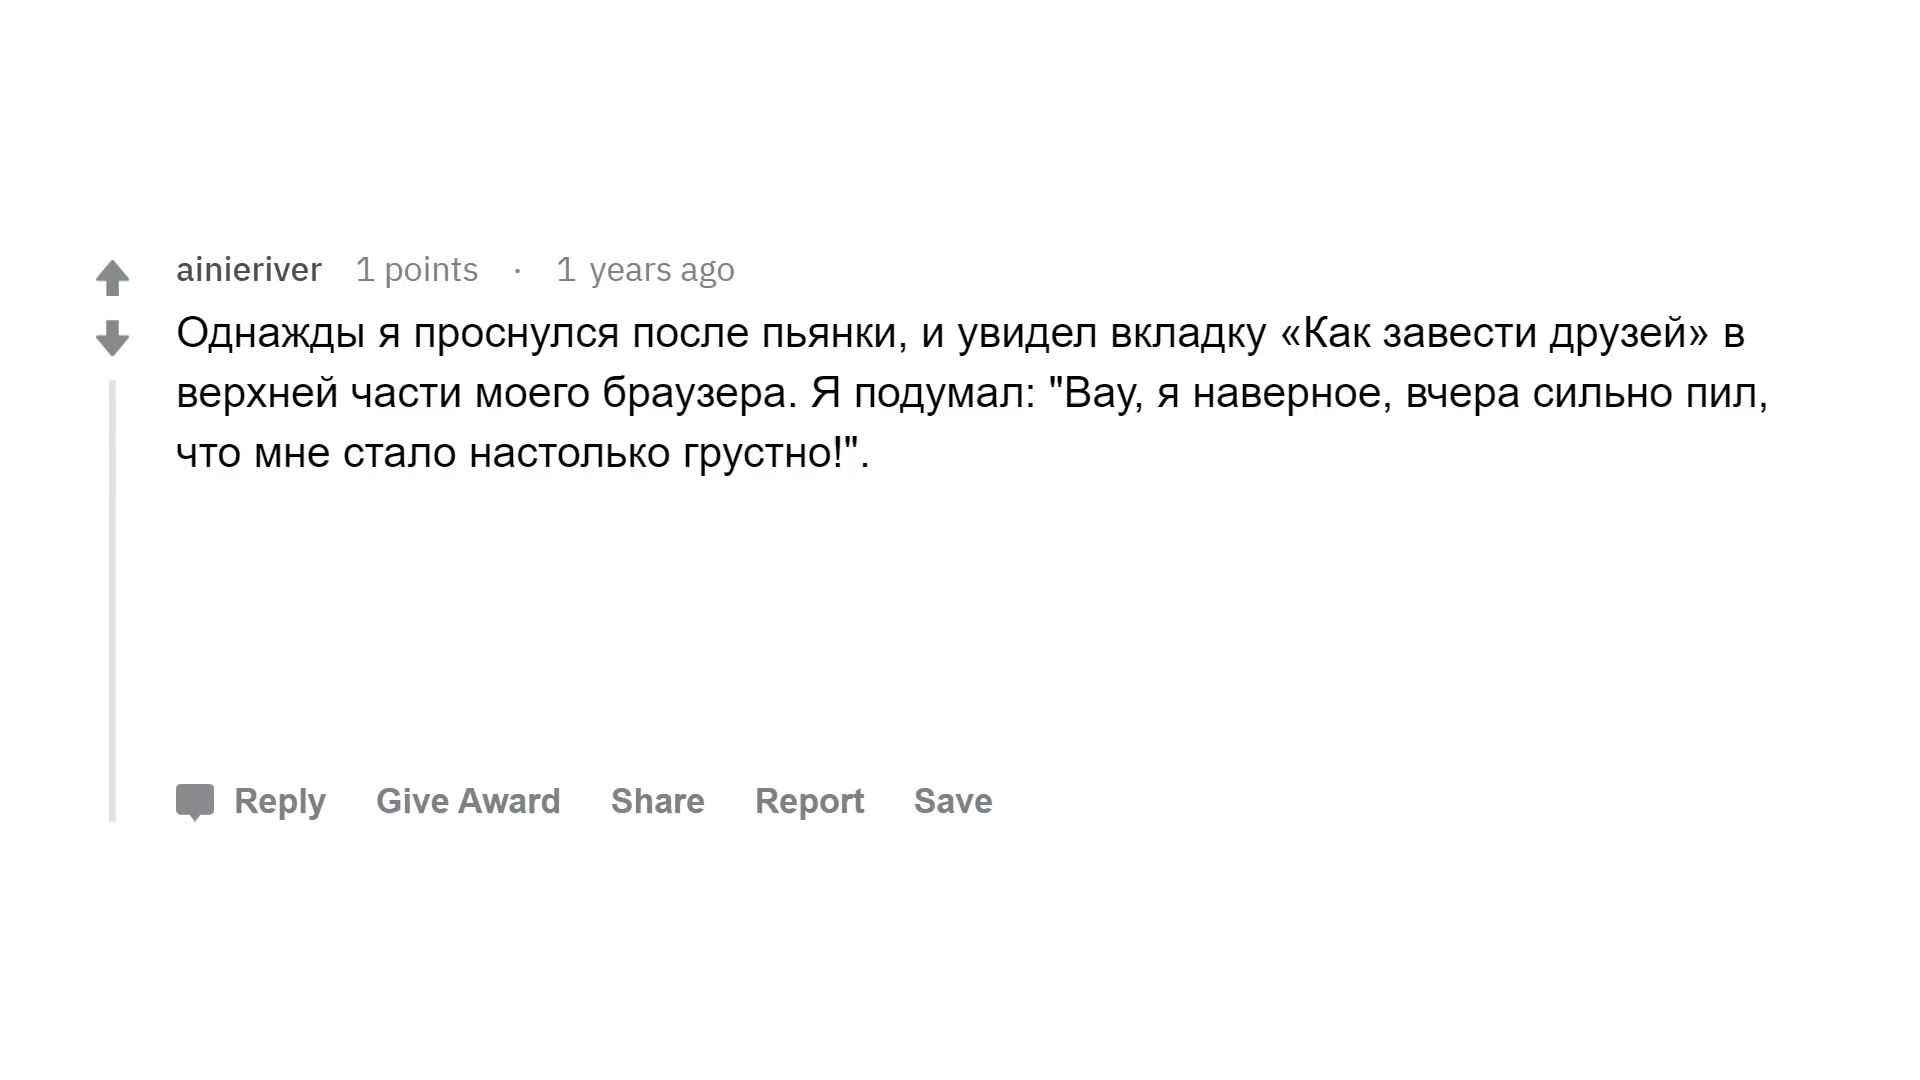 ainieriver 1 points · 1 years ago
Однажды я проснулся после пьянки, и увидел вкладку «Как завести друзей» в
верхней части моего браузера. Я подумал: "Вау, я наверное, вчера сильно пил,
что мне стало настолько грустно!".
Reply Give Award Share Report Save